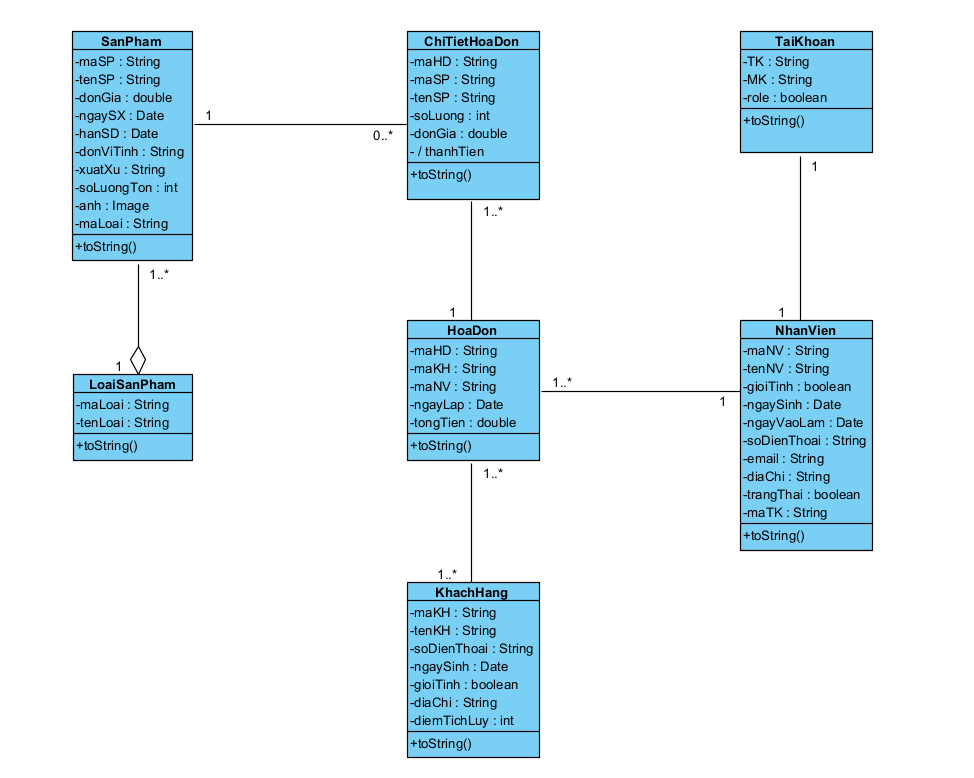 SanPham
-maSP : String
-tenSP : String
-donGia : double
-ngaySX : Date
-hanSD : Date
-donViTinh : String
-xuatXu : String
-soLuongTon : int
-anh : Image
-maLoai : String
+toString()
1
0..*
ChiTietHoaDon
-maHD : String
-maSP : String
-tenSP : String
-soLuong : int
-donGia : double
- / thanhTien
+toString()
TaiKhoan
-TK : String
-MK : String
-role : boolean
+toString()
1..*
1
1..*
1
1
1
LoaiSanPham
-maLoai : String
-tenLoai : String
+toString()
HoaDon
-maHD : String
-maKH : String
-maNV : String
-ngayLap : Date
-tongTien : double
+toString()
1..*
1
NhanVien
-maNV : String
-tenNV : String
-gioiTinh : boolean
-ngaySinh : Date
-ngayVaoLam : Date
-soDienThoai : String
-email : String
-diaChi : String
-trangThai : boolean
-maTK : String
+toString()
1..*
1..*
KhachHang
-maKH : String
-tenKH : String
-soDienThoai : String
-ngaySinh : Date
-gioiTinh : boolean
-diaChi : String
-diemTichLuy : int
+toString()